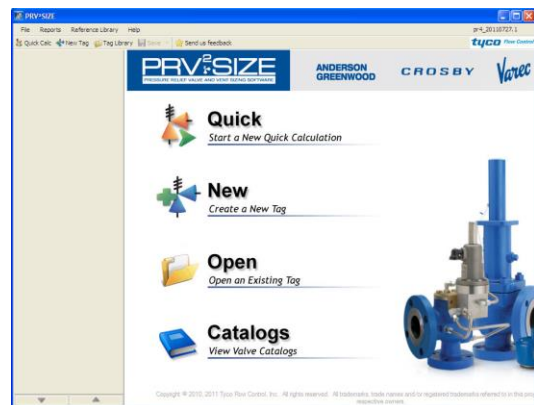 PRV²SIZE
File Reports Reference Library Help
pr4_20110727.1
Quick Calc New Tag Tag Library Save Send us feedback
tyco Flow Control
PRV²SIZE
PRESSURE RELIEF VALVE AND VENT SIZING SOFTWARE
ANDERSON
GREENWOOD
CROSBY
Varec
Quick
Start a New Quick Calculation
New
Create a New Tag
Open
Open an Existing Tag
Catalogs
View Valve Catalogs
Copyright © 2010, 2011 Tyco Flow Control, Inc. All rights reserved. All trademarks, trade names and/or registered trademarks referred to in this
respective owners.